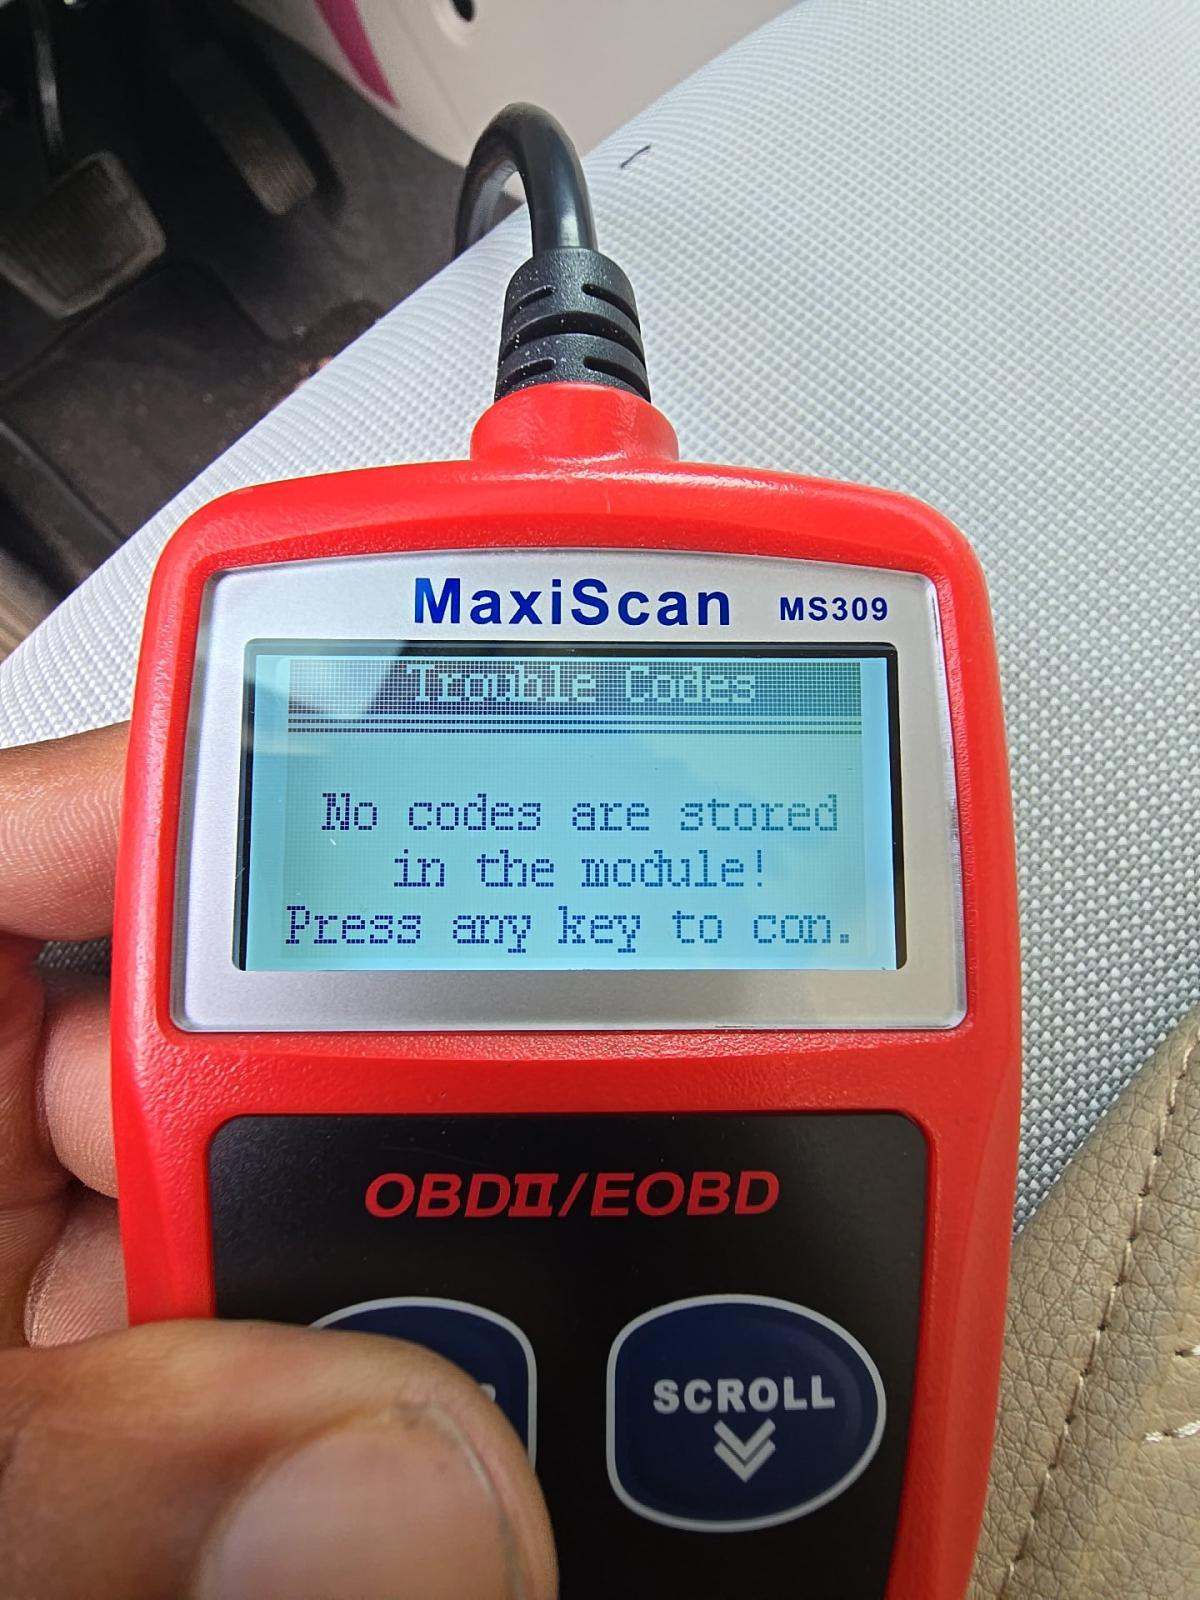 MaxiScan MS309
Trouble Codes
No codes are stored
in the module!
Press any key to con.
OBDII/EOBD
SCROLL